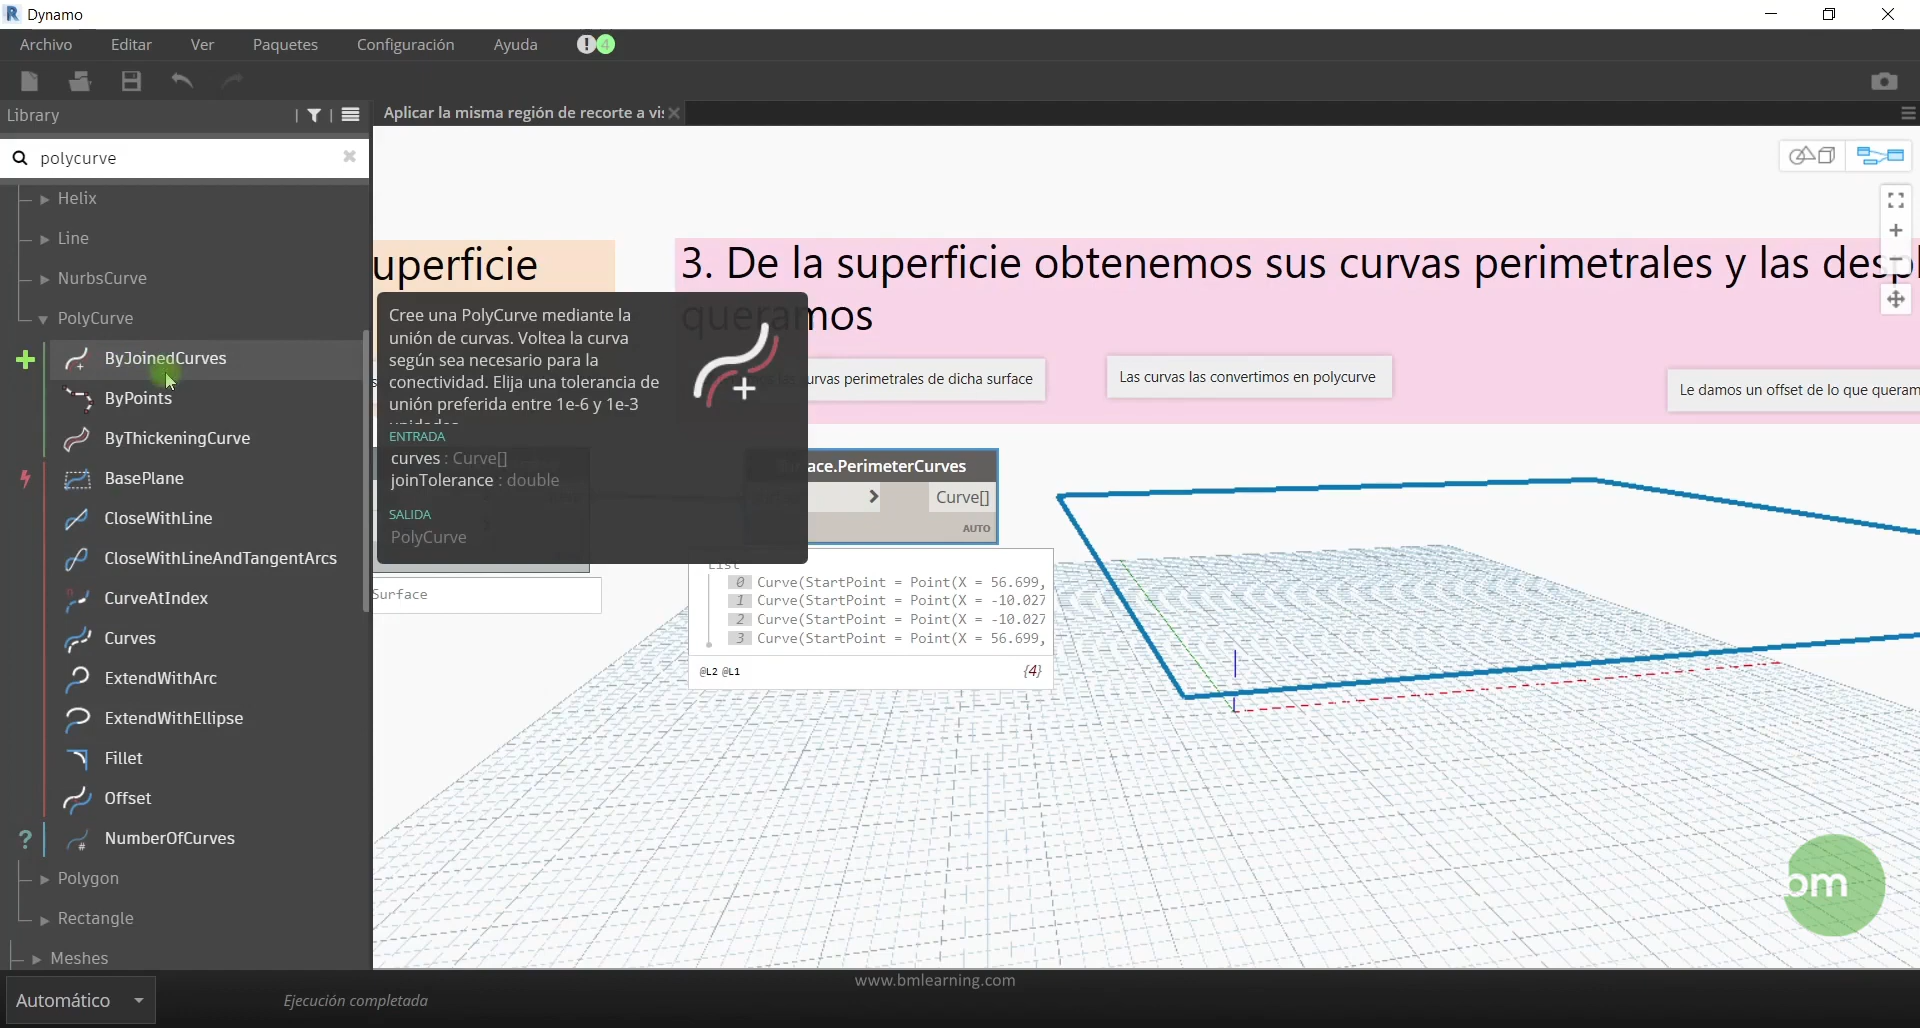 Dynamo
Archivo Editar Ver Paquetes Configuración Ayuda ! 4
Library
Aplicar la misma región de recorte a vis
polycurve
Helix
Line
NurbsCurve
PolyCurve
ByJoinedCurves
ByPoints
ByThickeningCurve
BasePlane
CloseWithLine
CloseWithLineAndTangentArcs
CurveAtIndex
Curves
ExtendWithArc
ExtendWithEllipse
Fillet
Offset
? NumberOfCurves
Polygon
Rectangle
Meshes
uperficie
3. De la superficie obtenemos sus curvas perimetrales y las despl
queramos
Cree una PolyCurve mediante la
unión de curvas. Voltea la curva
según sea necesario para la
conectividad. Elija una tolerancia de
unión preferida entre 1e-6 y 1e-3
unidades.
ENTRADA
curves : Curve[]
joinTolerance : double
SALIDA
PolyCurve
urvas perimetrales de dicha surface
Las curvas las convertimos en polycurve
Le damos un offset de lo que queram
ace.PerimeterCurves
> Curve[]
AUTO
List
0 Curve(StartPoint = Point(X = 56.699,
1 Curve(StartPoint = Point(X = -10.027
2 Curve(StartPoint = Point(X = -10.027
3 Curve(StartPoint = Point(X = 56.699,
@L2 @L1 {4}
Surface
bm
www.bmlearning.com
Automático
Ejecución completada